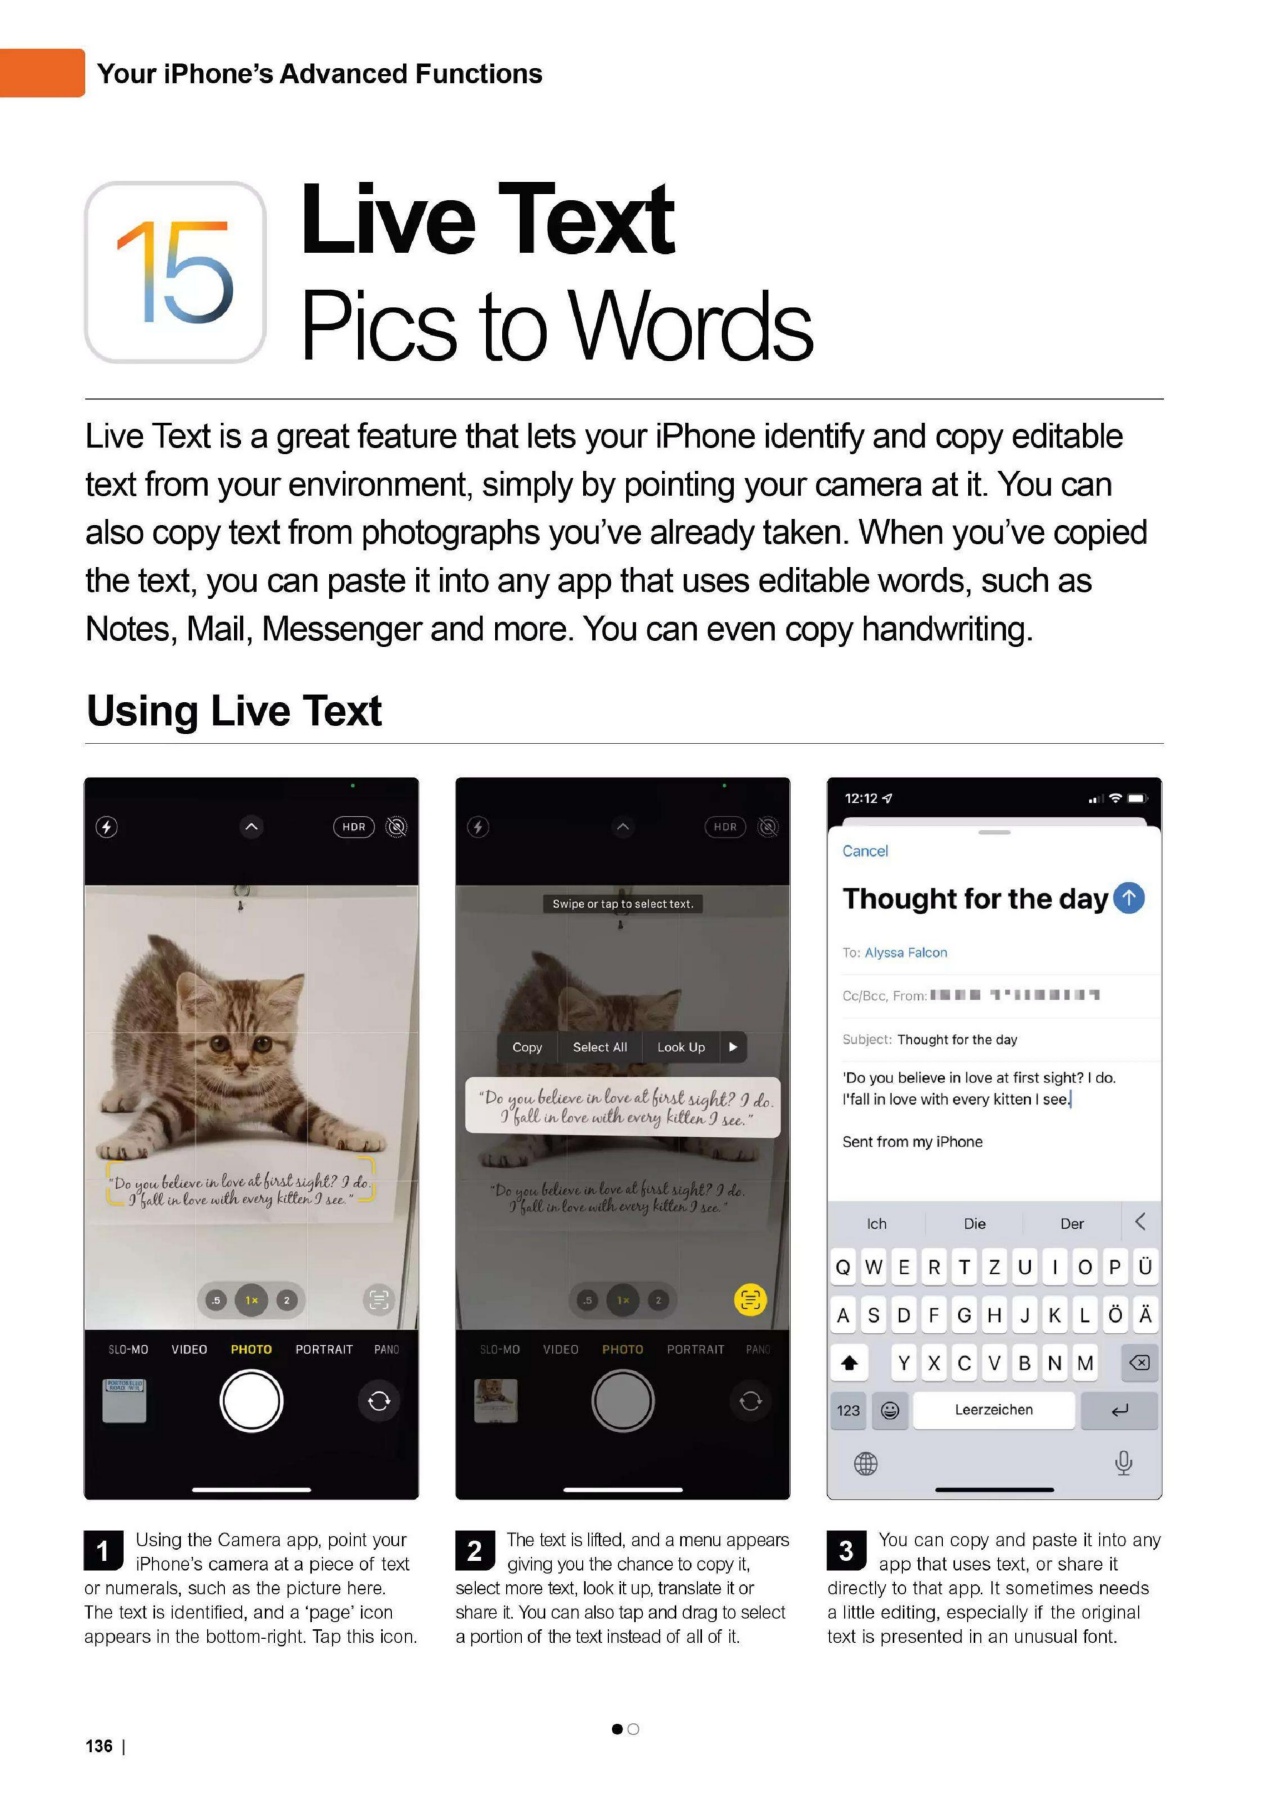 Your iPhone’s Advanced Functions
15
Live Text
Pics to Words
Live Text is a great feature that lets your iPhone identify and copy editable
text from your environment, simply by pointing your camera at it. You can
also copy text from photographs you’ve already taken. When you’ve copied
the text, you can paste it into any app that uses editable words, such as
Notes, Mail, Messenger and more. You can even copy handwriting.
Using Live Text
HDR
"Do you believe in love at first sight? I do.
I fall in love with every kitten I see."
.5 1× 2
SLO-MO VIDEO PHOTO PORTRAIT PANO
HDR
Swipe or tap to select text.
Copy Select All Look Up
"Do you believe in love at first sight? I do.
I fall in love with every kitten I see."
"Do you believe in love at first sight? I do.
I fall in love with every kitten I see."
.5 1× 2
SLO-MO VIDEO PHOTO PORTRAIT PANO
12:12
Cancel
Thought for the day
To: Alyssa Falcon
Cc/Bcc, From:
Subject: Thought for the day
'Do you believe in love at first sight? I do.
I'fall in love with every kitten I see.
Sent from my iPhone
Ich Die Der
Q W E R T Z U I O P Ü
A S D F G H J K L Ö Ä
Y X C V B N M
123 Leerzeichen
1 Using the Camera app, point your
iPhone’s camera at a piece of text
or numerals, such as the picture here.
The text is identified, and a ‘page’ icon
appears in the bottom-right. Tap this icon.
2 The text is lifted, and a menu appears
giving you the chance to copy it,
select more text, look it up, translate it or
share it. You can also tap and drag to select
a portion of the text instead of all of it.
3 You can copy and paste it into any
app that uses text, or share it
directly to that app. It sometimes needs
a little editing, especially if the original
text is presented in an unusual font.
136 |